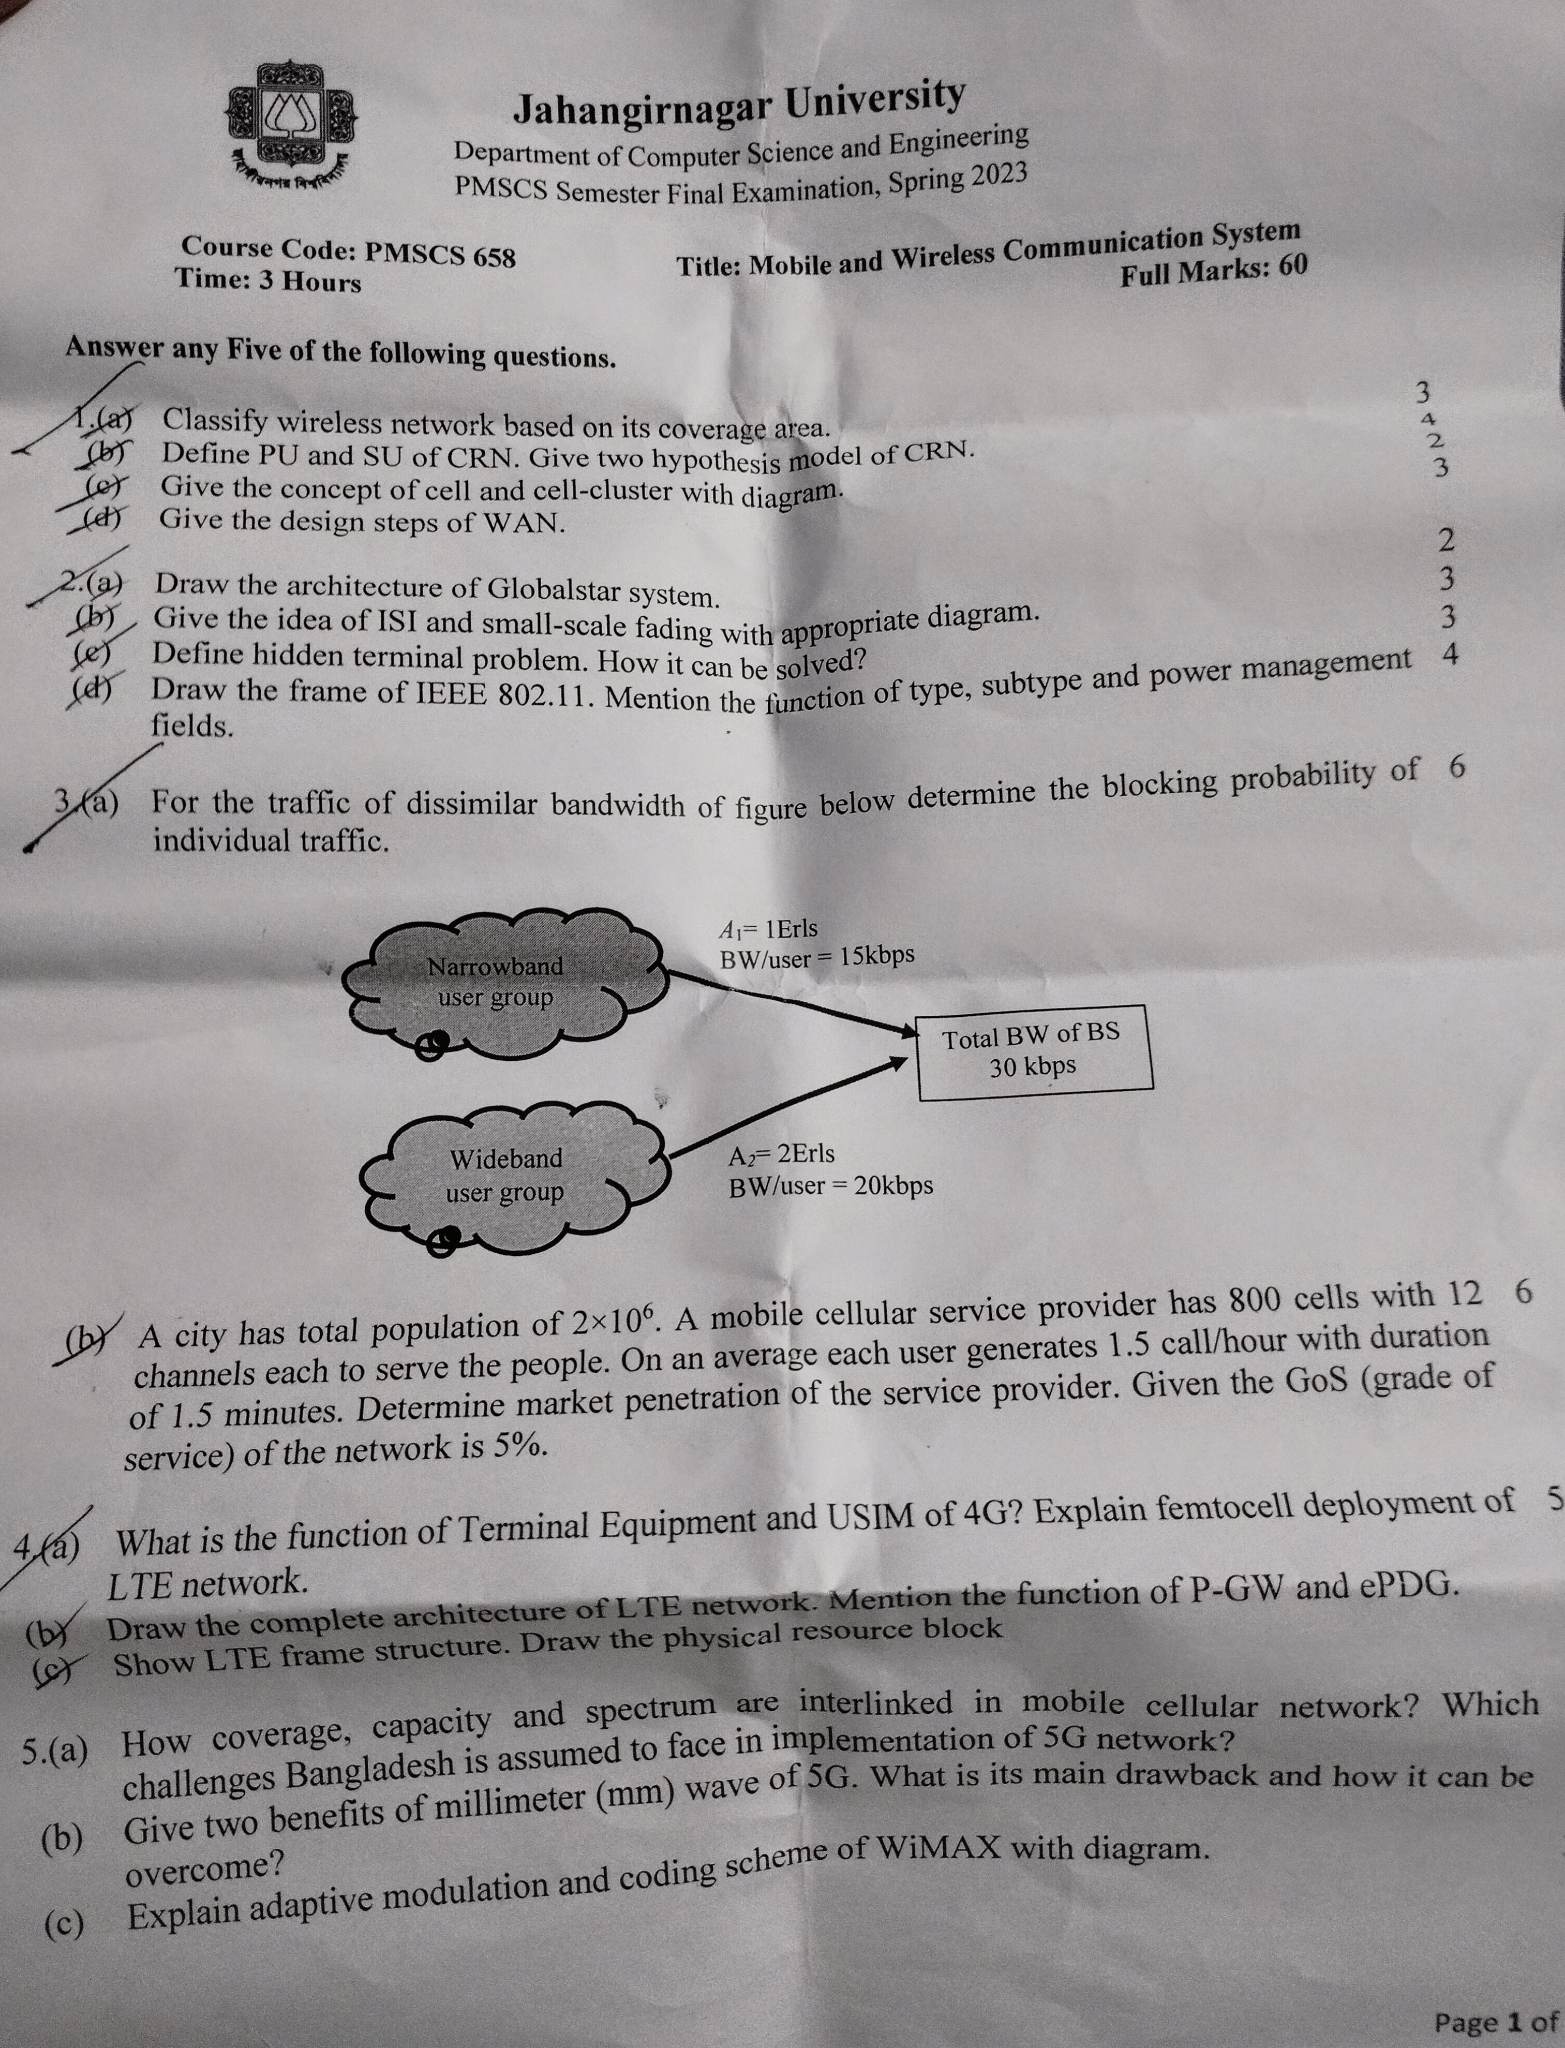 Jahangirnagar University
Department of Computer Science and Engineering
PMSCS Semester Final Examination, Spring 2023
Course Code: PMSCS 658
Title: Mobile and Wireless Communication System
Time: 3 Hours
Full Marks: 60
Answer any Five of the following questions.
1.(a) Classify wireless network based on its coverage area. 3
(b) Define PU and SU of CRN. Give two hypothesis model of CRN. 4
(c) Give the concept of cell and cell-cluster with diagram. 2
(d) Give the design steps of WAN. 3
2.(a) Draw the architecture of Globalstar system. 2
(b) Give the idea of ISI and small-scale fading with appropriate diagram. 3
(c) Define hidden terminal problem. How it can be solved? 3
(d) Draw the frame of IEEE 802.11. Mention the function of type, subtype and power management 4
fields.
3.(a) For the traffic of dissimilar bandwidth of figure below determine the blocking probability of 6
individual traffic.
Narrowband
user group
A1= 1Erls
BW/user = 15kbps
Total BW of BS
30 kbps
Wideband
user group
A2= 2Erls
BW/user = 20kbps
(b) A city has total population of 2×10⁶. A mobile cellular service provider has 800 cells with 12 6
channels each to serve the people. On an average each user generates 1.5 call/hour with duration
of 1.5 minutes. Determine market penetration of the service provider. Given the GoS (grade of
service) of the network is 5%.
4.(a) What is the function of Terminal Equipment and USIM of 4G? Explain femtocell deployment of 5
LTE network.
(b) Draw the complete architecture of LTE network. Mention the function of P-GW and ePDG.
(c) Show LTE frame structure. Draw the physical resource block
5.(a) How coverage, capacity and spectrum are interlinked in mobile cellular network? Which
challenges Bangladesh is assumed to face in implementation of 5G network?
(b) Give two benefits of millimeter (mm) wave of 5G. What is its main drawback and how it can be
overcome?
(c) Explain adaptive modulation and coding scheme of WiMAX with diagram.
Page 1 of